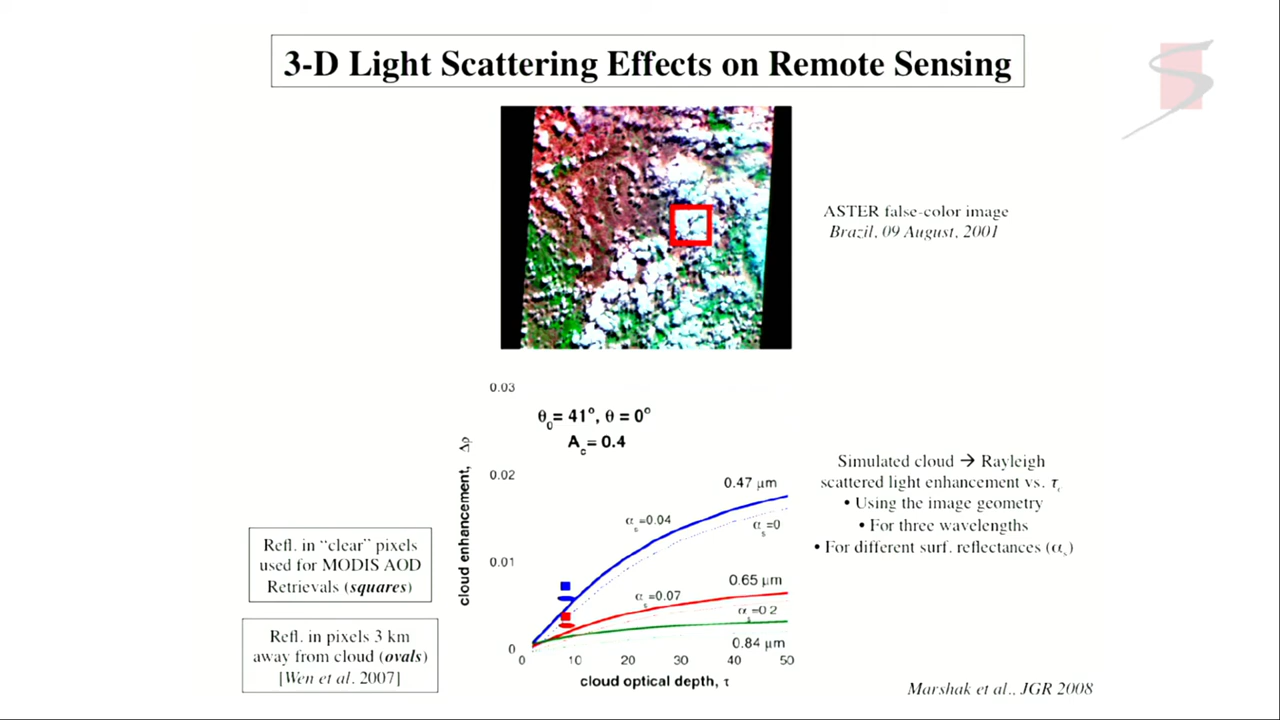 3-D Light Scattering Effects on Remote Sensing
ASTER false-color image
Brazil, 09 August, 2001
0.03
θ0= 41°, θ = 0°
Ac= 0.4
cloud enhancement, Δρ
0.02
0.01
0
0.47 μm
αs=0.04
αs=0
0.65 μm
αs=0.07
αs=0.2
0.84 μm
0 10 20 30 40 50
cloud optical depth, τ
Simulated cloud → Rayleigh
scattered light enhancement vs. τc
• Using the image geometry
• For three wavelengths
• For different surf. reflectances (αs)
Refl. in “clear” pixels
used for MODIS AOD
Retrievals (squares)
Refl. in pixels 3 km
away from cloud (ovals)
[Wen et al. 2007]
Marshak et al., JGR 2008